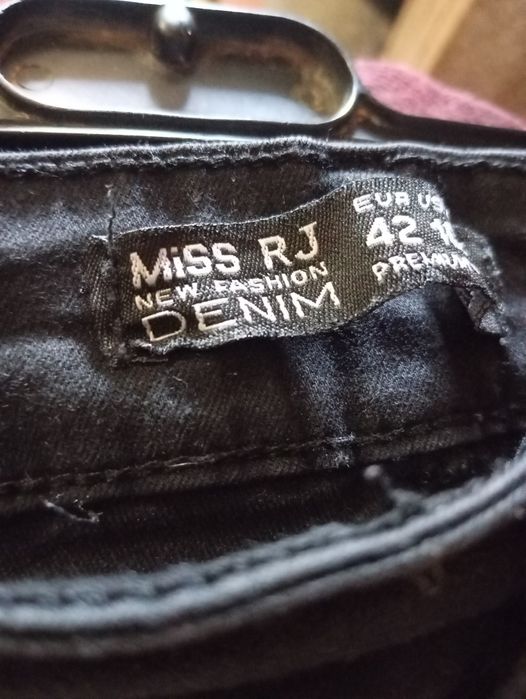 MiSS RJ
NEW FASHION
DENIM
EUR US
42
PREMIUM